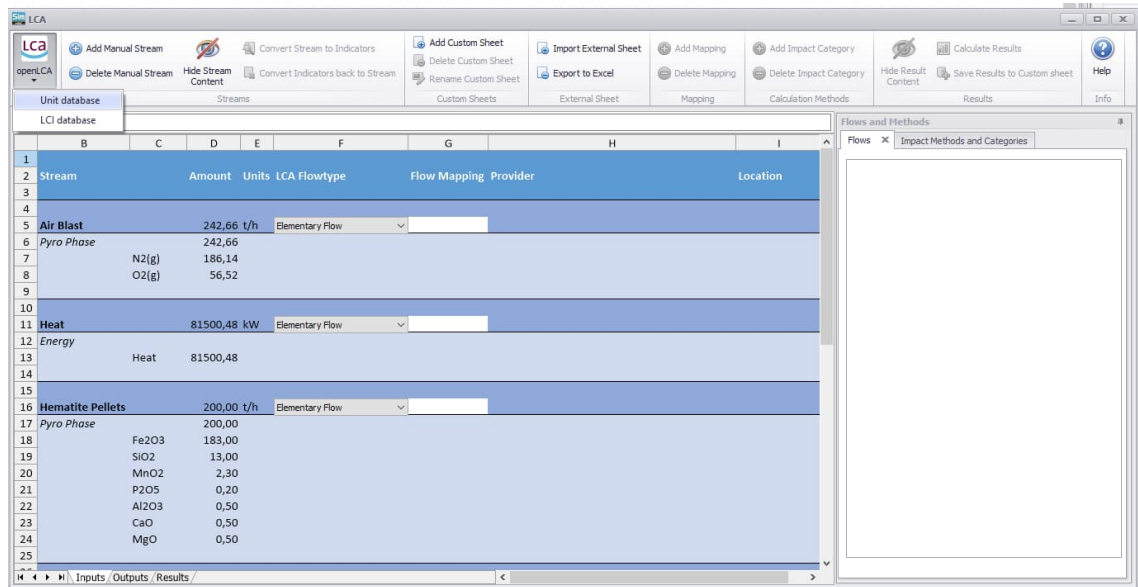 Sim LCA
LCa
openLCA
Add Manual Stream
Delete Manual Stream
Hide Stream
Content
Convert Stream to Indicators
Convert Indicators back to Stream
Streams
Add Custom Sheet
Delete Custom Sheet
Rename Custom Sheet
Custom Sheets
Import External Sheet
Export to Excel
External Sheet
Add Mapping
Delete Mapping
Mapping
Add Impact Category
Delete Impact Category
Calculation Methods
Hide Result
Content
Calculate Results
Save Results to Custom sheet
Results
Help
Info
Unit database
LCI database
Flows and Methods
Flows
Impact Methods and Categories
B C D E F G H I
1
2 Stream Amount Units LCA Flowtype Flow Mapping Provider Location
3
4
5 Air Blast 242,66 t/h Elementary Flow
6 Pyro Phase 242,66
7 N2(g) 186,14
8 O2(g) 56,52
9
10
11 Heat 81500,48 kW Elementary Flow
12 Energy
13 Heat 81500,48
14
15
16 Hematite Pellets 200,00 t/h Elementary Flow
17 Pyro Phase 200,00
18 Fe2O3 183,00
19 SiO2 13,00
20 MnO2 2,30
21 P2O5 0,20
22 Al2O3 0,50
23 CaO 0,50
24 MgO 0,50
25
Inputs Outputs Results